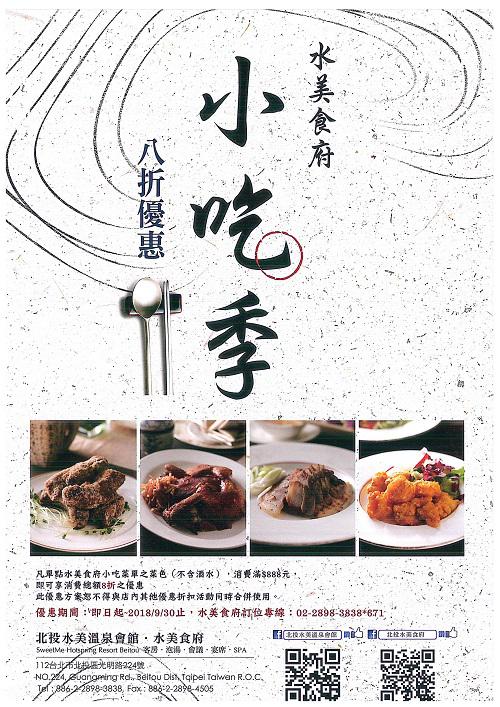 水美食府
小吃季
八折優惠
凡單點水美食府小吃菜單之菜色（不含酒水），消費滿$888元，
即可享消費總額8折之優惠
此優惠方案恕不得與店內其他優惠折扣活動同時合併使用。
優惠期間：即日起-2018/9/30止，水美食府訂位專線：02-2898-3838*671
北投水美溫泉會館‧水美食府
SweetMe Hotspring Resort Beitou 客房‧泡湯‧會議‧宴席‧SPA
112台北市北投區光明路224號
NO.224, Guangming Rd., Beitou Dist, Taipei Taiwan R.O.C.
Tel : 886-2-2898-3838, Fax : 886-2-2898-4505
北投水美溫泉會館
水美食府